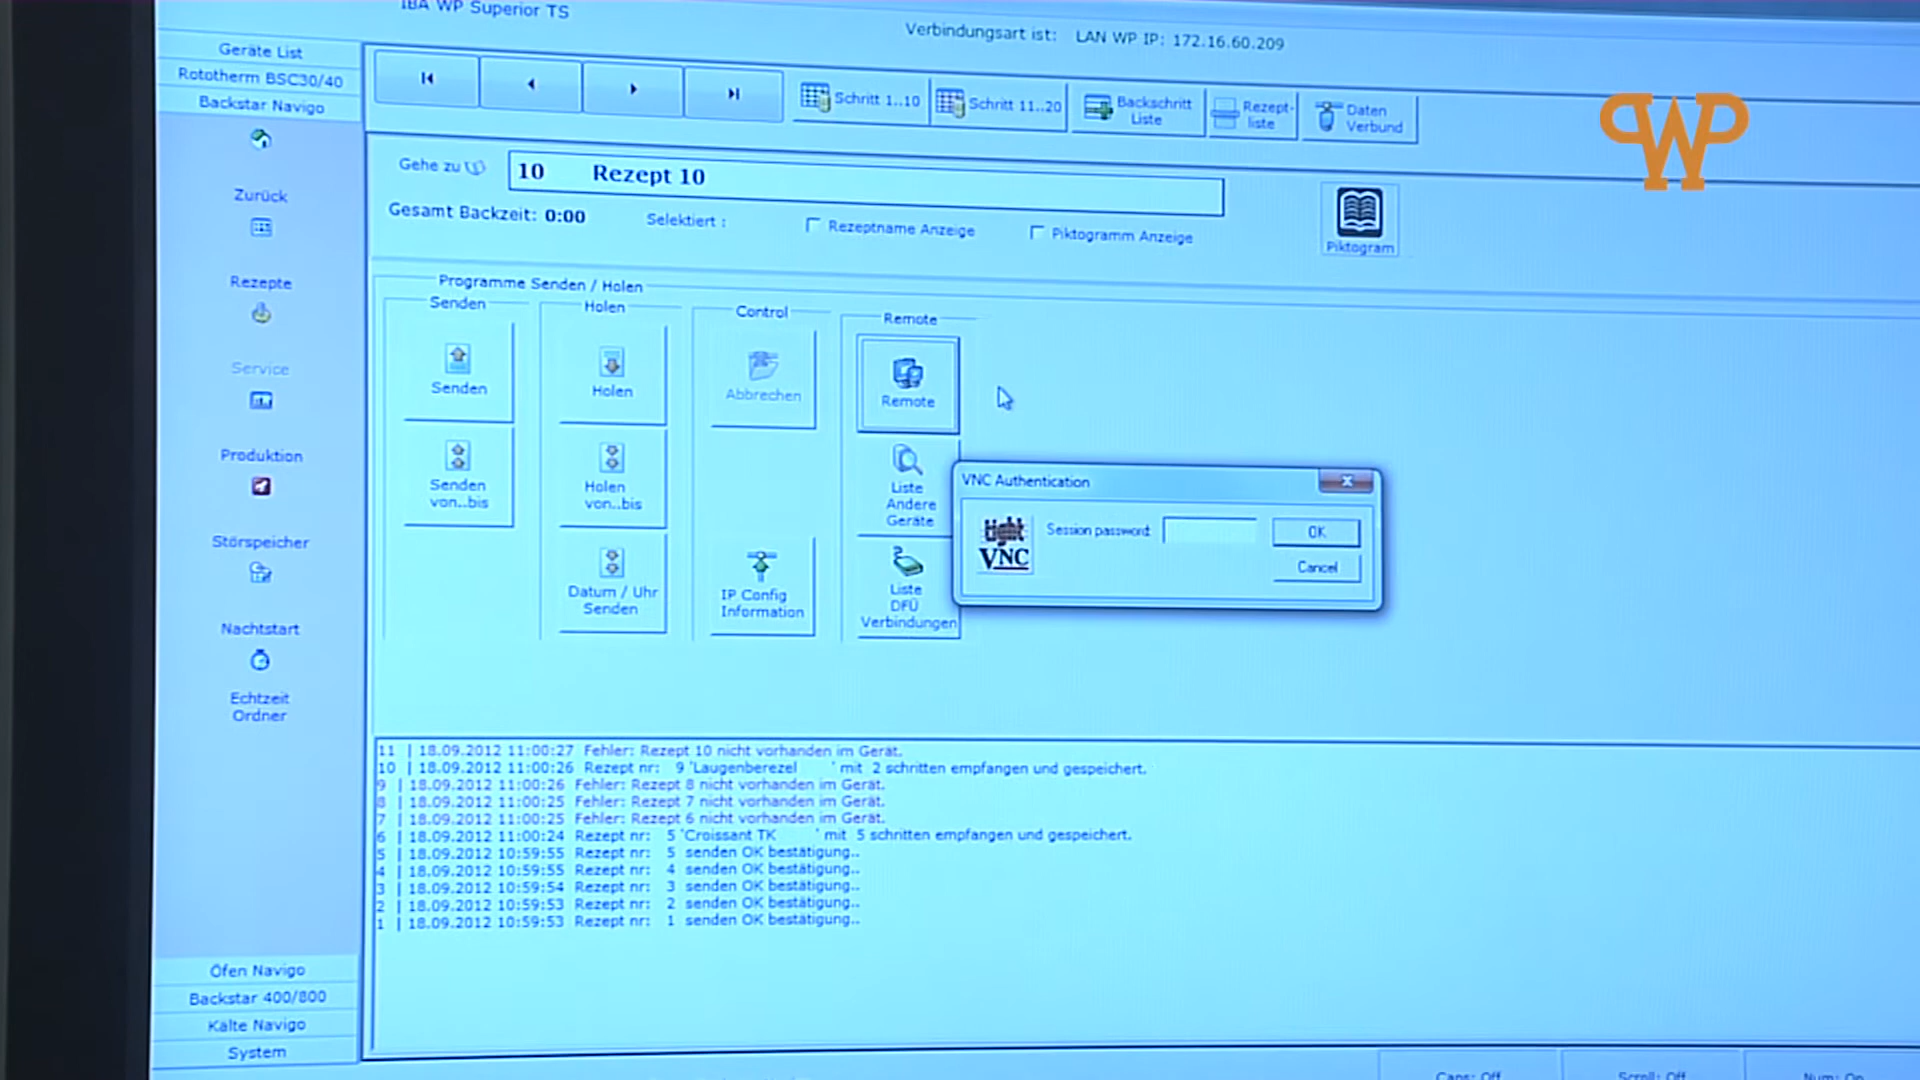 IBA WP Superior TS
Verbindungsart ist: LAN WP IP: 172.16.60.209
Geräte List
Rototherm BSC30/40
Backstar Navigo
Zurück
Rezepte
Service
Produktion
Störspeicher
Nachtstart
Echtzeit
Ordner
Öfen Navigo
Backstar 400/800
Kälte Navigo
System
Schritt 1..10
Schritt 11..20
Backschritt
Liste
Rezept-
liste
Daten
Verbund
WP
Gehe zu
10 Rezept 10
Gesamt Backzeit: 0:00
Selektiert :
Rezeptname Anzeige
Piktogramm Anzeige
Piktogram
Programme Senden / Holen
Senden
Holen
Control
Remote
Senden
Holen
Abbrechen
Remote
Senden
von..bis
Holen
von..bis
Liste
Andere
Geräte
Datum / Uhr
Senden
IP Config
Information
Liste
DFÜ
Verbindungen
VNC Authentication
tight
VNC
Session password:
OK
Cancel
11 | 18.09.2012 11:00:27 Fehler: Rezept 10 nicht vorhanden im Gerät.
10 | 18.09.2012 11:00:26 Rezept nr: 9 'Laugenberezel ' mit 2 schritten empfangen und gespeichert.
9 | 18.09.2012 11:00:26 Fehler: Rezept 8 nicht vorhanden im Gerät.
8 | 18.09.2012 11:00:25 Fehler: Rezept 7 nicht vorhanden im Gerät.
7 | 18.09.2012 11:00:25 Fehler: Rezept 6 nicht vorhanden im Gerät.
6 | 18.09.2012 11:00:24 Rezept nr: 5 'Croissant TK ' mit 5 schritten empfangen und gespeichert.
5 | 18.09.2012 10:59:55 Rezept nr: 5 senden OK bestätigung..
4 | 18.09.2012 10:59:55 Rezept nr: 4 senden OK bestätigung..
3 | 18.09.2012 10:59:54 Rezept nr: 3 senden OK bestätigung..
2 | 18.09.2012 10:59:53 Rezept nr: 2 senden OK bestätigung..
1 | 18.09.2012 10:59:53 Rezept nr: 1 senden OK bestätigung..
Caps: Off
Scroll: Off
Num: On